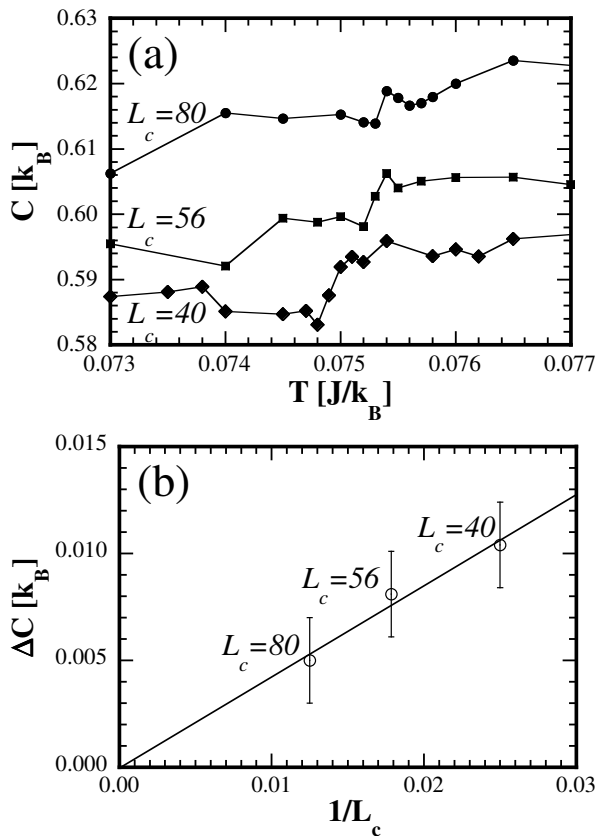 0.63
(a)
0.62
L_c=80
0.61
C [k_B]
0.60
L_c=56
0.59
L_c=40
0.58
0.073 0.074 0.075 0.076 0.077
T [J/k_B]
0.015
(b)
L_c=40
0.010
L_c=56
ΔC [k_B]
L_c=80
0.005
0.000
0.00 0.01 0.02 0.03
1/L_c